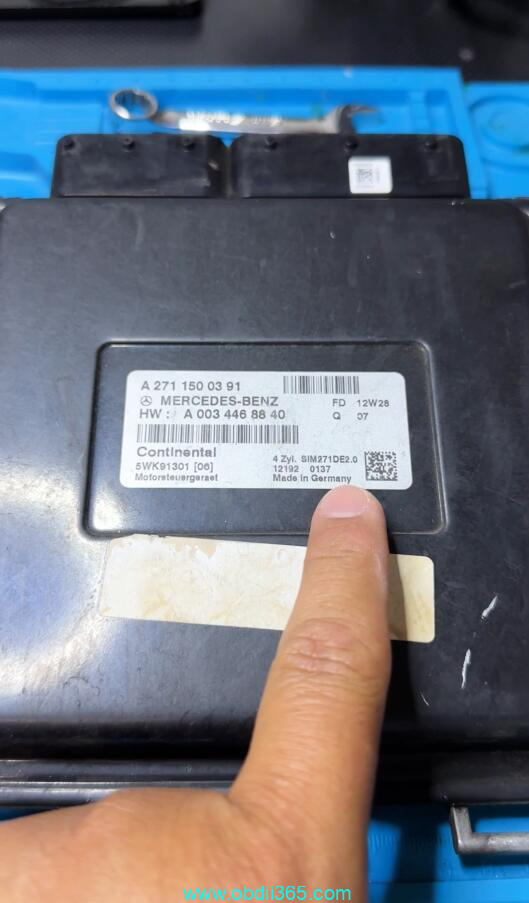 A 271 150 03 91
MERCEDES-BENZ
HW : A 003 446 88 40
FD 12W28
Q 07
Continental
5WK91301 [06]
Motorsteuergeraet
4 Zyl. SIM271DE2.0
12192 0137
Made in Germany
www.obdii365.com